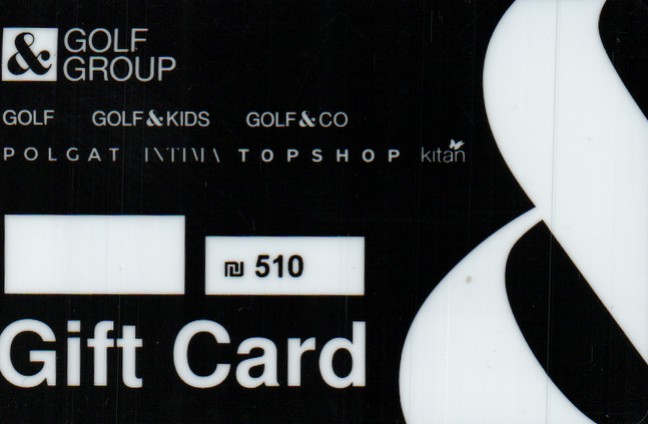 & GOLF
GROUP
GOLF GOLF&KIDS GOLF&CO
POLGAT INTIMA TOPSHOP kitan
₪ 510
Gift Card
&